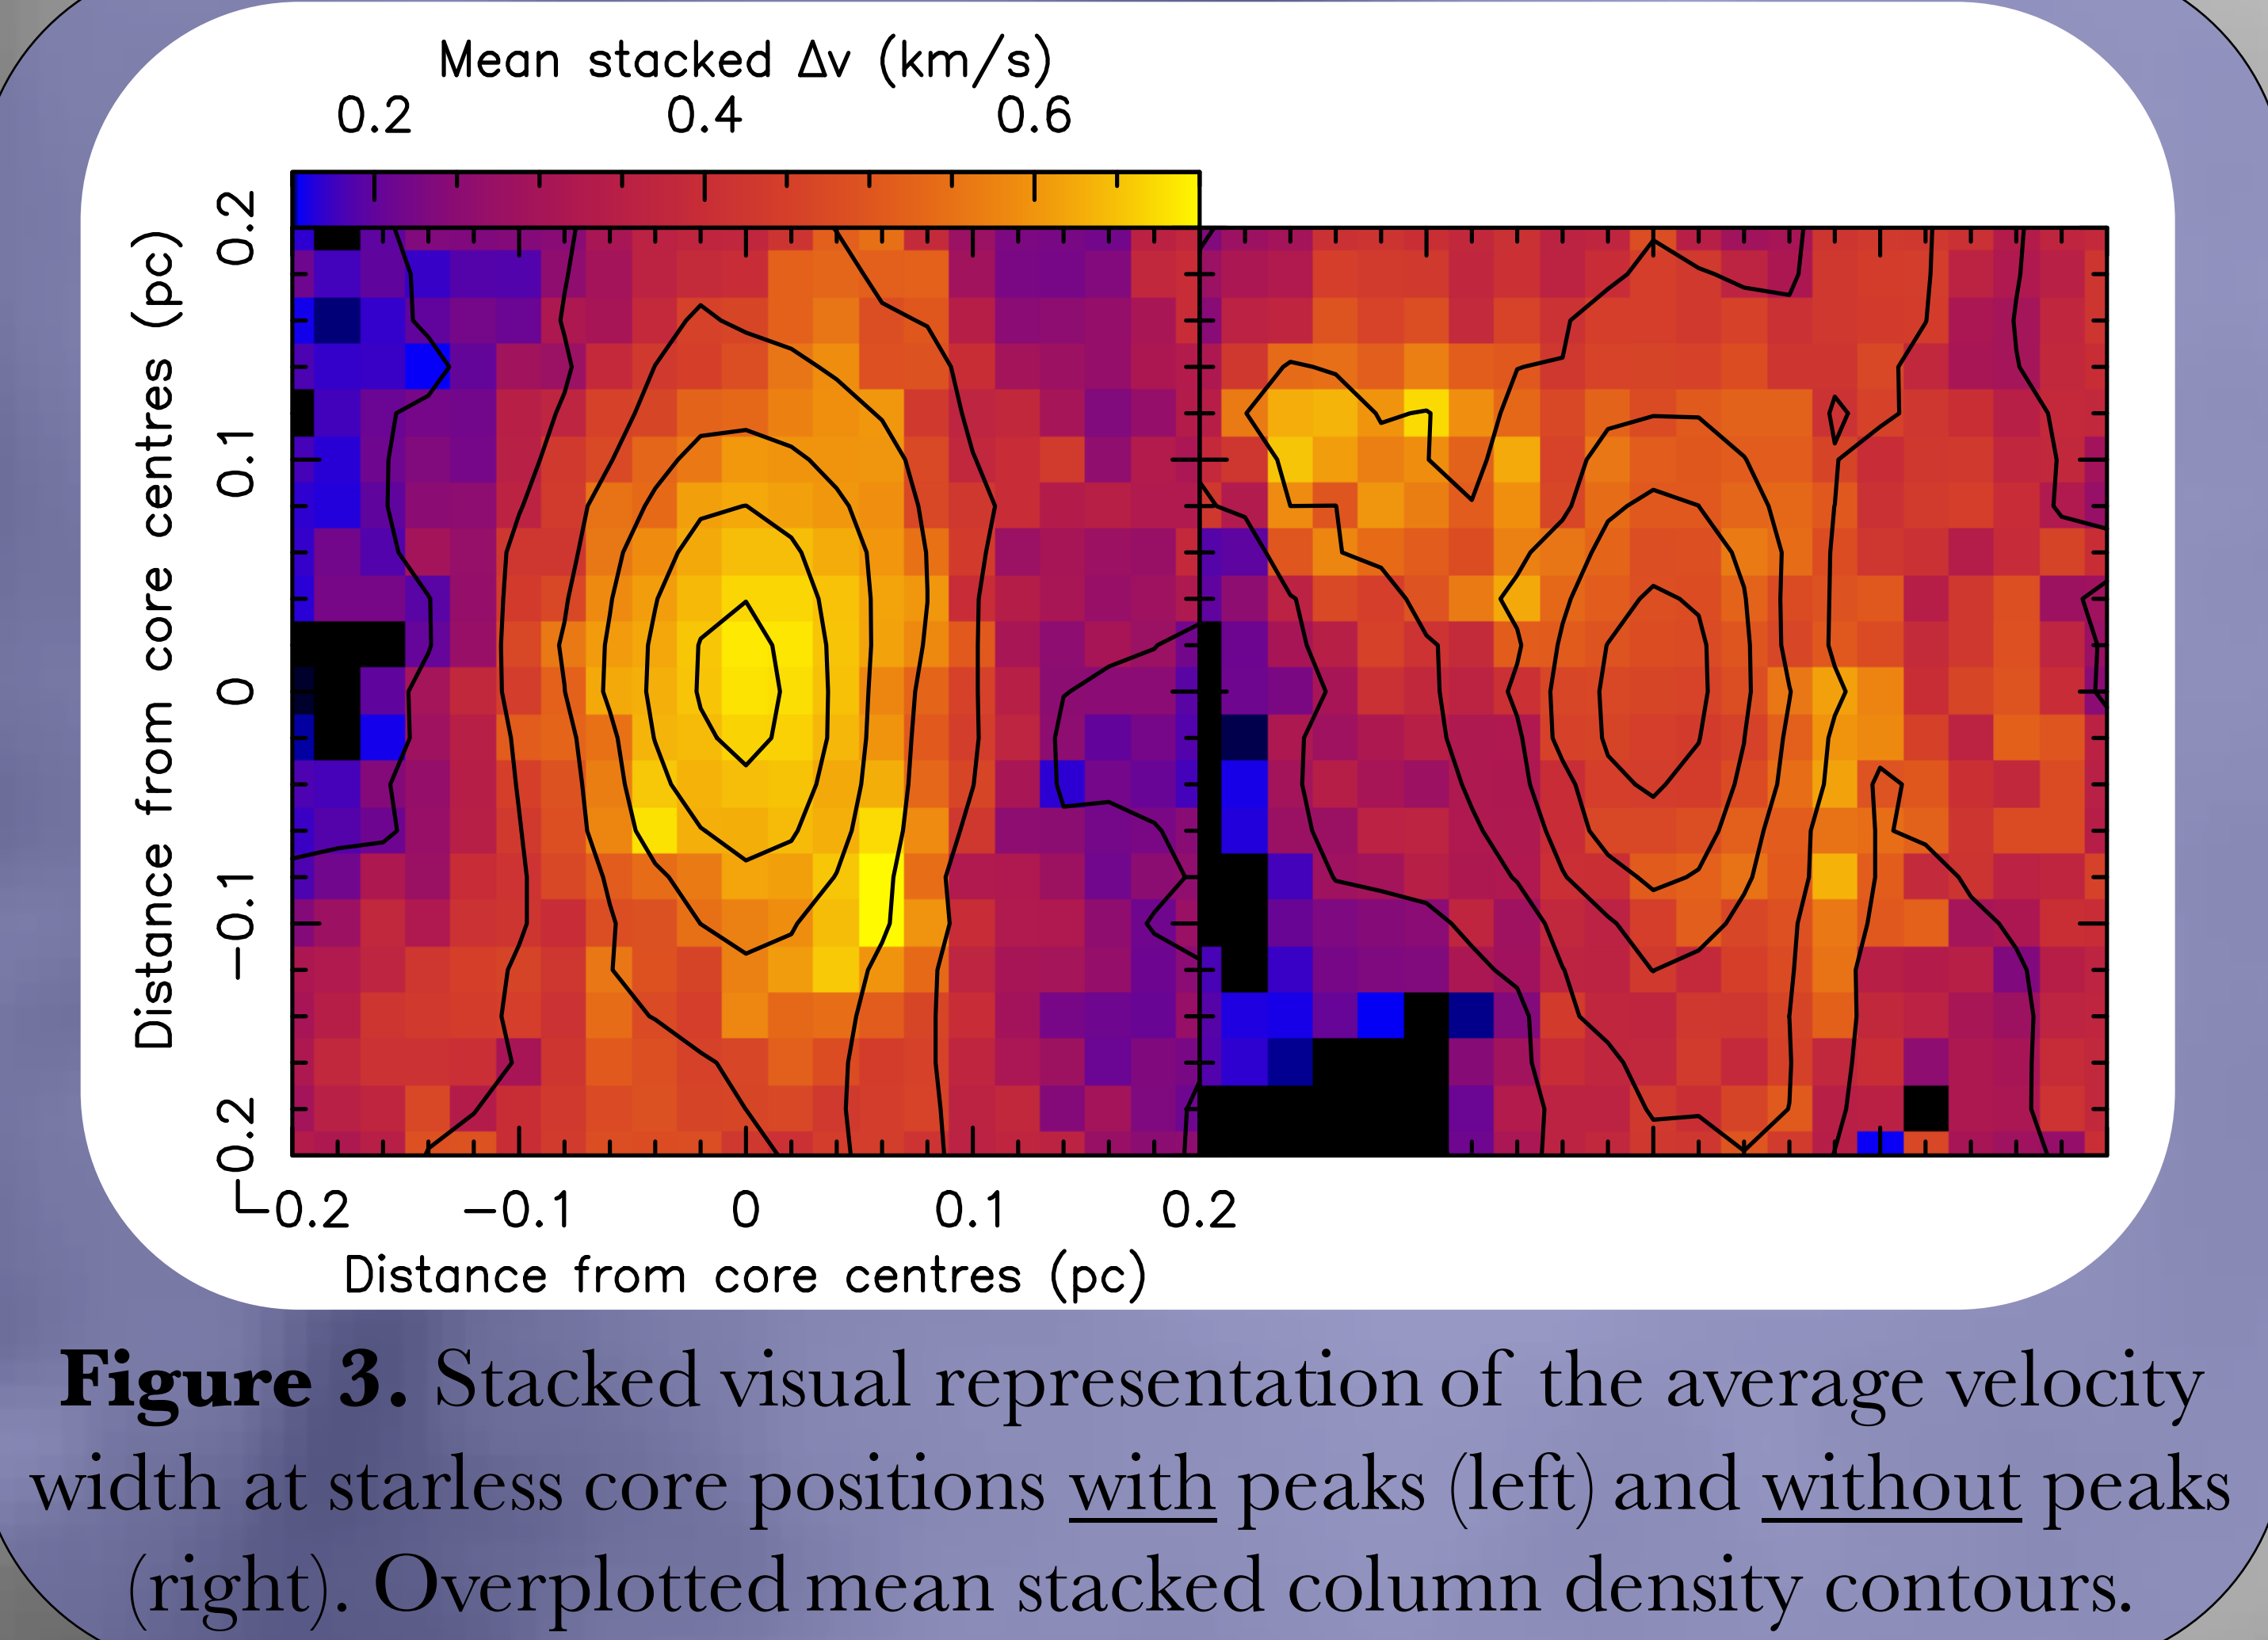 Mean stacked Δv (km/s)
0.2 0.4 0.6
Distance from core centres (pc)
0.2
0.1
0
−0.1
−0.2
−0.2 −0.1 0 0.1 0.2
Distance from core centres (pc)
Figure 3. Stacked visual representation of the average velocity
width at starless core positions with peaks (left) and without peaks
(right). Overplotted mean stacked column density contours.